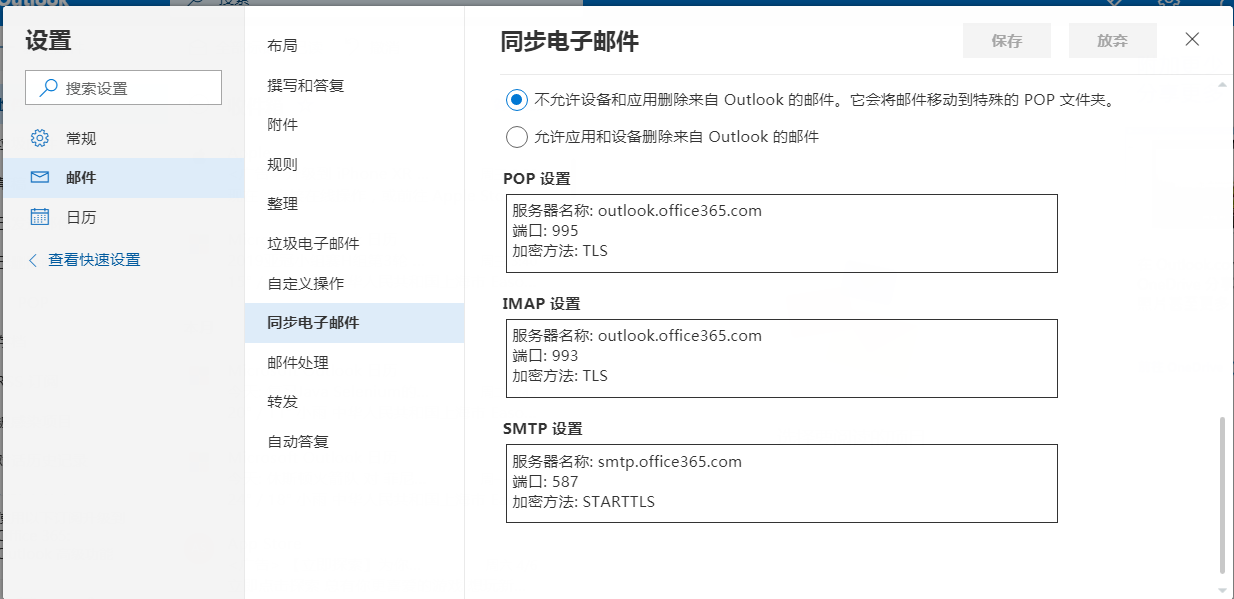 设置
搜索设置
常规
邮件
日历
查看快速设置
布局
撰写和答复
附件
规则
整理
垃圾电子邮件
自定义操作
同步电子邮件
邮件处理
转发
自动答复
同步电子邮件
保存
放弃
不允许设备和应用删除来自 Outlook 的邮件。它会将邮件移动到特殊的 POP 文件夹。
允许应用和设备删除来自 Outlook 的邮件
POP 设置
服务器名称: outlook.office365.com
端口: 995
加密方法: TLS
IMAP 设置
服务器名称: outlook.office365.com
端口: 993
加密方法: TLS
SMTP 设置
服务器名称: smtp.office365.com
端口: 587
加密方法: STARTTLS